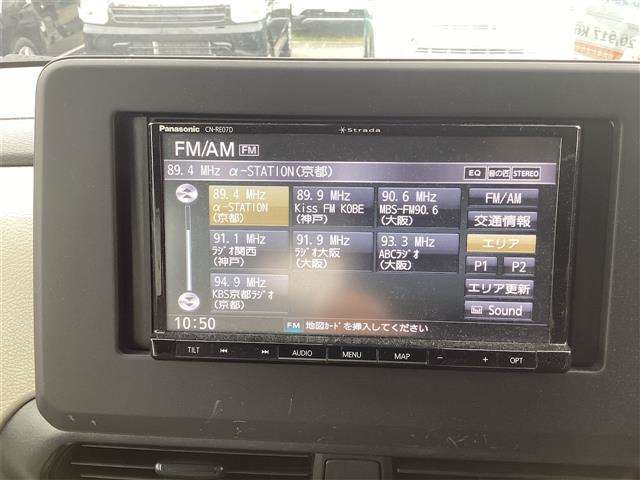 Panasonic CN-RE07D
Strada
FM/AM FM
89.4 MHz α-STATION(京都)
EQ
STEREO
89.4 MHz
α-STATION
(京都)
89.9 MHz
Kiss FM KOBE
(神戸)
90.6 MHz
MBS-FM90.6
(大阪)
91.1 MHz
ﾗｼﾞｵ関西
(神戸)
91.9 MHz
ﾗｼﾞｵ大阪
(大阪)
93.3 MHz
ABCﾗｼﾞｵ
(大阪)
94.9 MHz
KBS京都ﾗｼﾞｵ
(京都)
FM/AM
交通情報
エリア
P1
P2
エリア更新
Sound
10:50
FM 地図ｶｰﾄﾞを挿入してください
TILT
AUDIO
MENU
MAP
− +
OPT